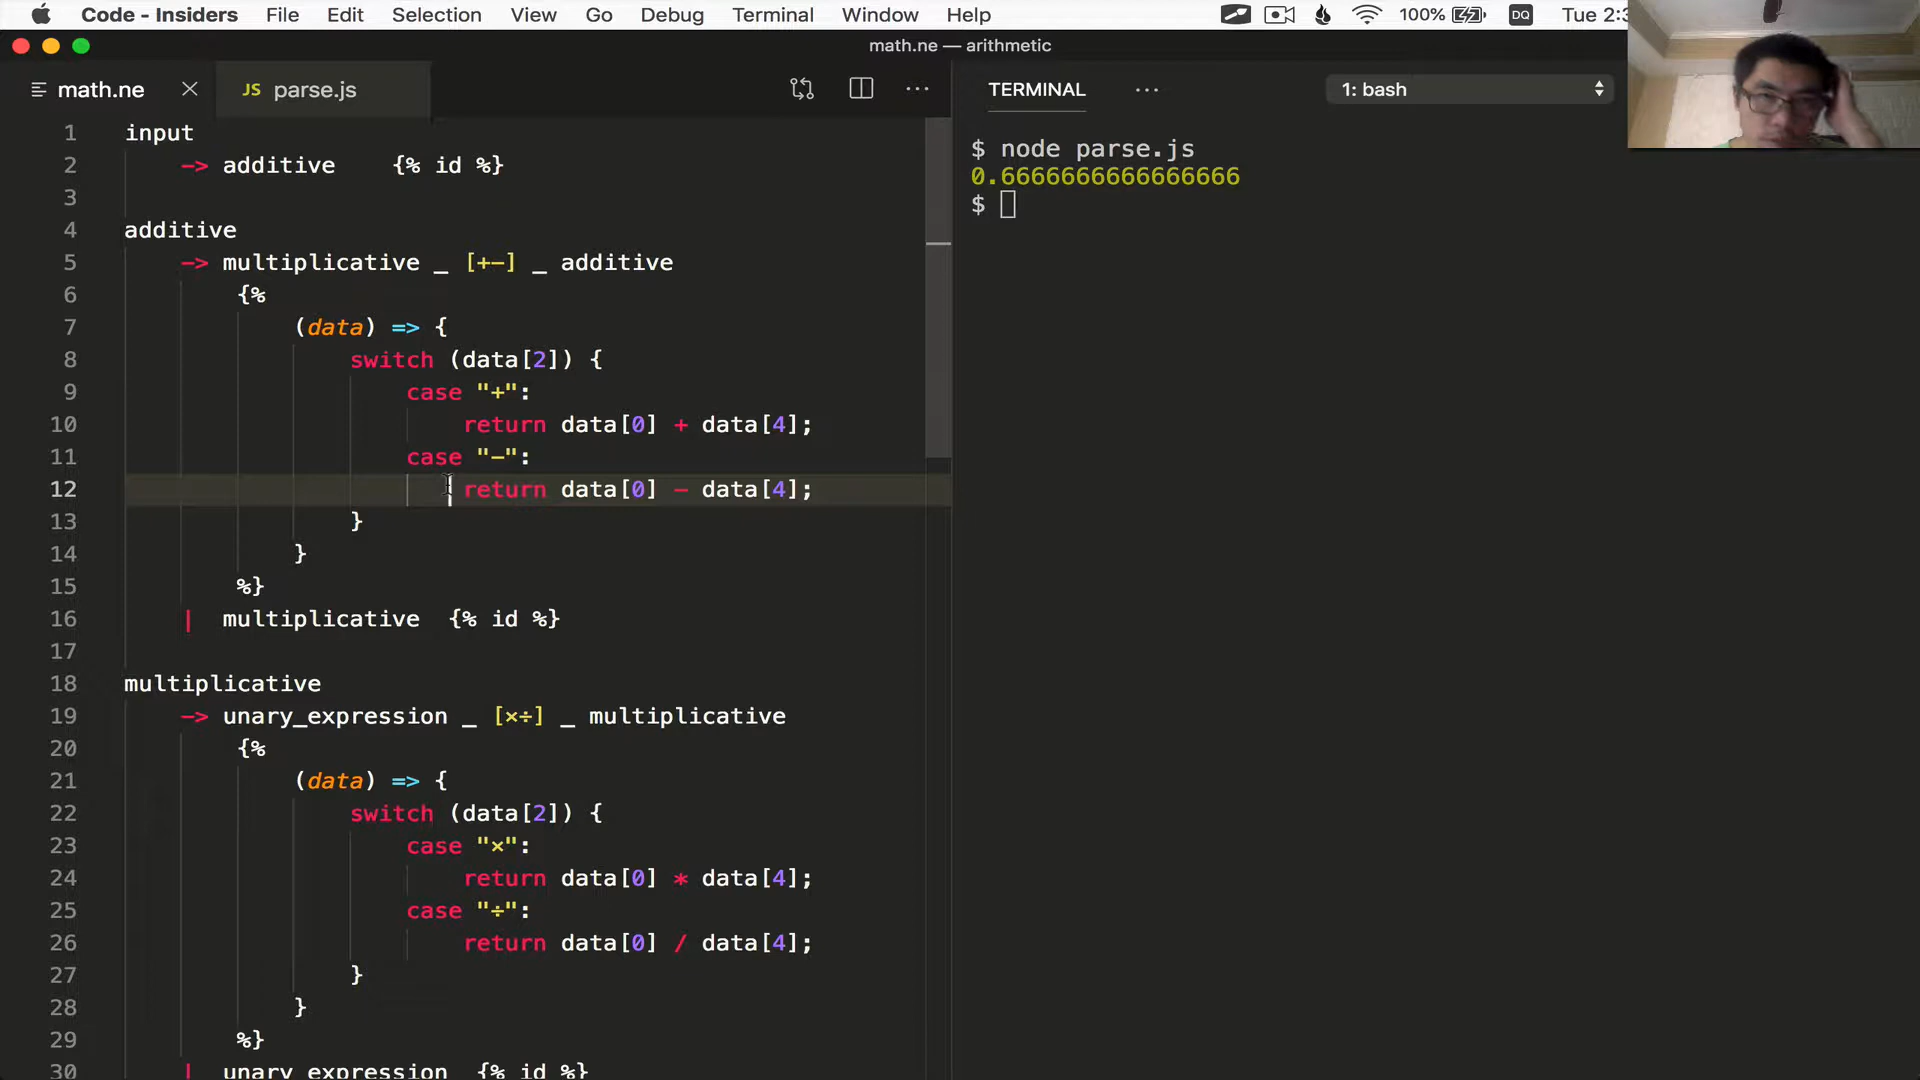 Code - Insiders File Edit Selection View Go Debug Terminal Window Help 100% DQ Tue 2:3
math.ne — arithmetic
math.ne JS parse.js ··· TERMINAL ··· 1: bash
1 input
2 -> additive {% id %}
3
4 additive
5 -> multiplicative _ [+-] _ additive
6 {%
7 (data) => {
8 switch (data[2]) {
9 case "+":
10 return data[0] + data[4];
11 case "-":
12 return data[0] - data[4];
13 }
14 }
15 %}
16 | multiplicative {% id %}
17
18 multiplicative
19 -> unary_expression _ [×÷] _ multiplicative
20 {%
21 (data) => {
22 switch (data[2]) {
23 case "×":
24 return data[0] * data[4];
25 case "÷":
26 return data[0] / data[4];
27 }
28 }
29 %}
30 | unary_expression {% id %}
$ node parse.js
0.6666666666666666
$